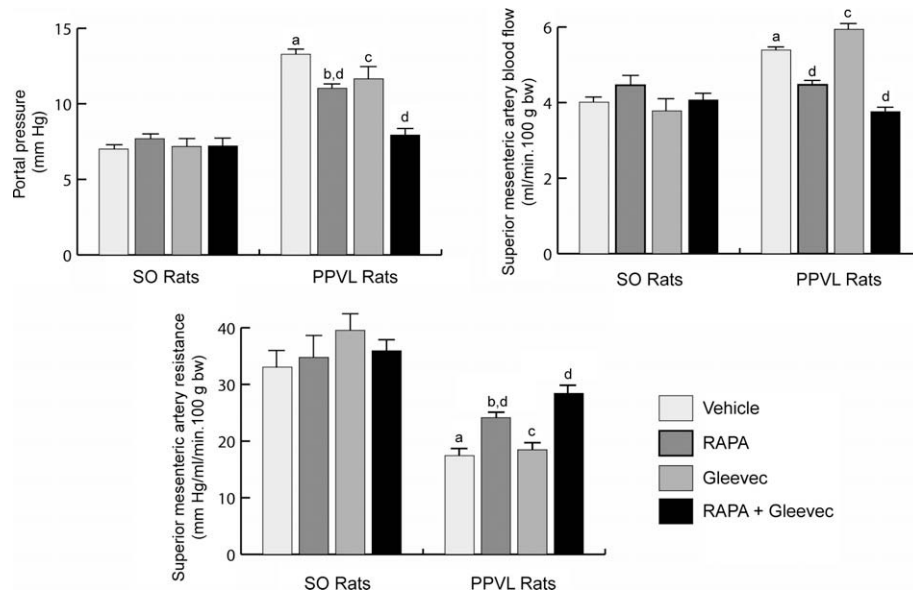 Portal pressure
(mm Hg)
15
10
5
0
a
b,d
c
d
SO Rats
PPVL Rats
Superior mesenteric artery blood flow
(ml/min.100 g bw)
6
4
2
0
a
d
c
d
SO Rats
PPVL Rats
Superior mesenteric artery resistance
(mm Hg/ml/min.100 g bw)
40
30
20
10
0
a
b,d
c
d
SO Rats
PPVL Rats
Vehicle
RAPA
Gleevec
RAPA + Gleevec